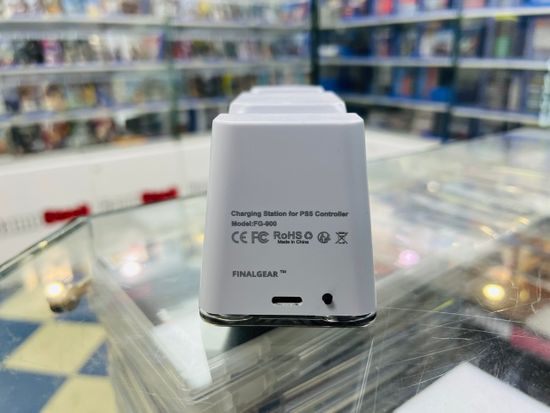 Charging Station for PS5 Controller
Model:FG-900
CE FC RoHS
Made in China
FINALGEAR™